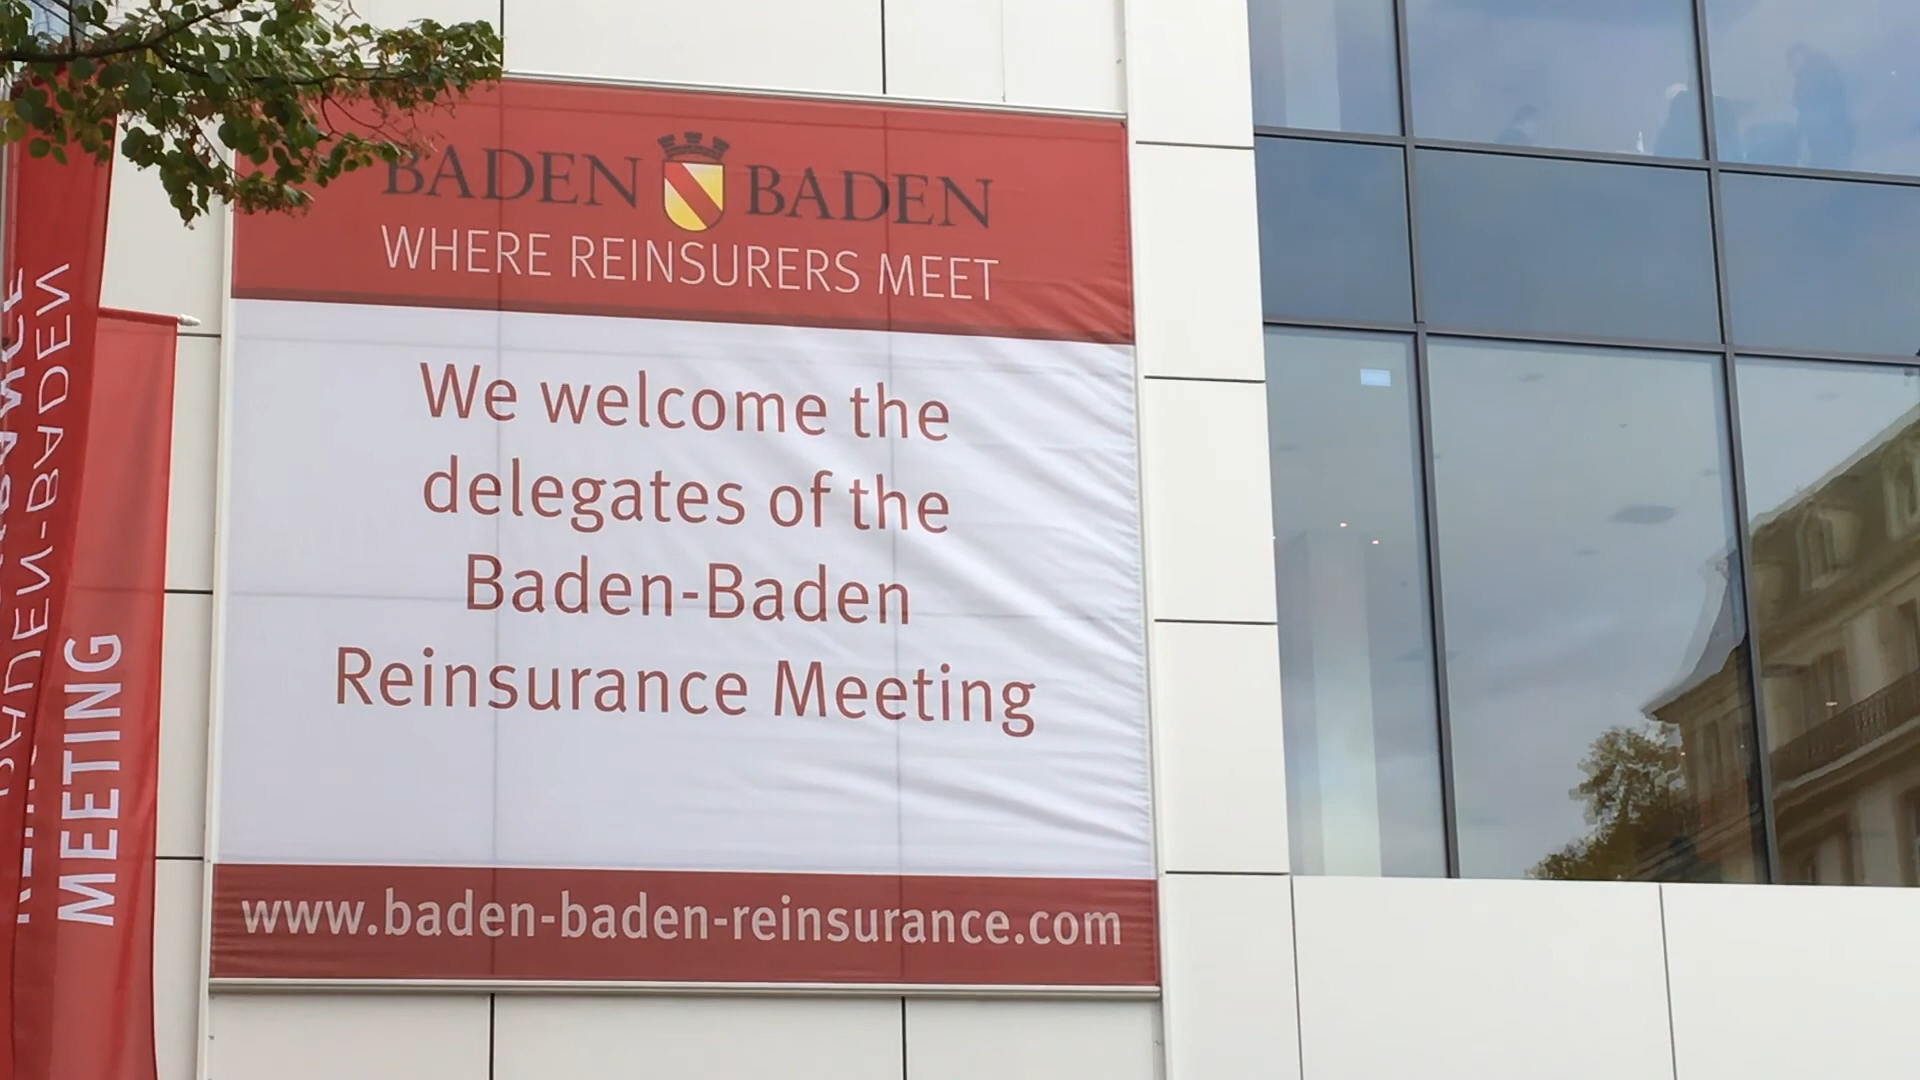 BADEN BADEN
WHERE REINSURERS MEET
We welcome the
delegates of the
Baden-Baden
Reinsurance Meeting
www.baden-baden-reinsurance.com
MEETING
BADEN-BADEN